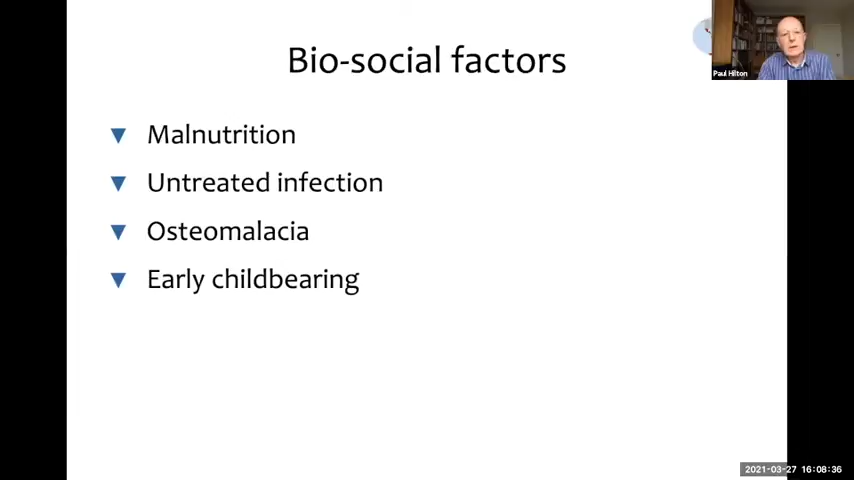 Bio-social factors
Malnutrition
Untreated infection
Osteomalacia
Early childbearing
Paul Hilton
2021-03-27 16:08:36